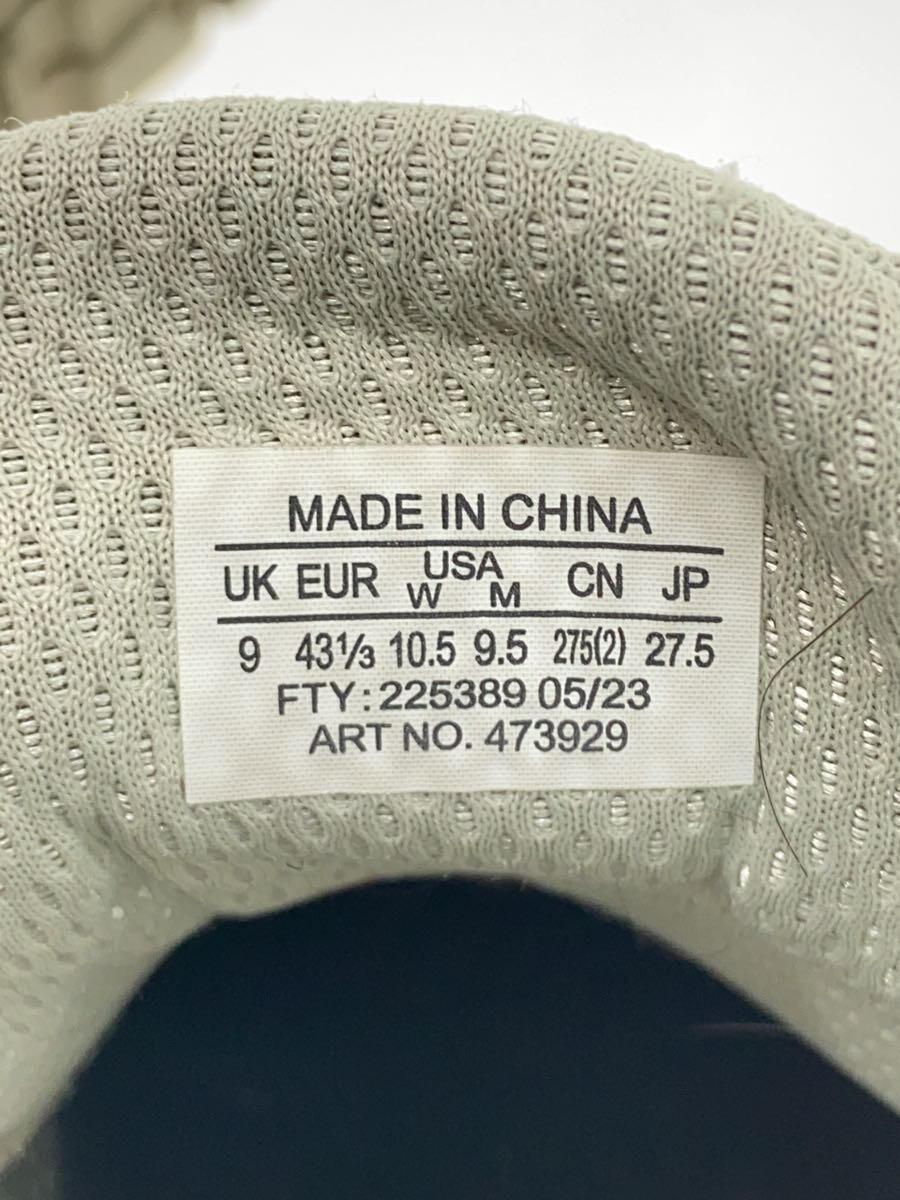 MADE IN CHINA
UK EUR USA CN JP
W M
9 43⅓ 10.5 9.5 275(2) 27.5
FTY: 225389 05/23
ART NO. 473929